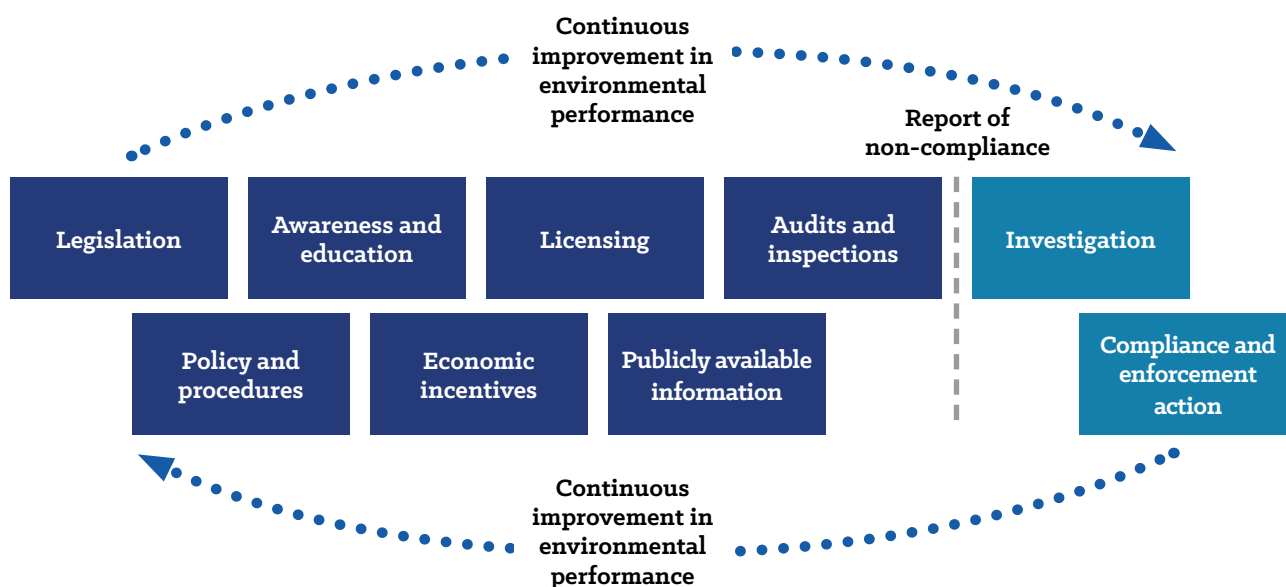 Continuous
improvement in
environmental
performance
Report of
non-compliance
Legislation
Awareness and
education
Licensing
Audits and
inspections
Investigation
Policy and
procedures
Economic
incentives
Publicly available
information
Compliance and
enforcement
action
Continuous
improvement in
environmental
performance